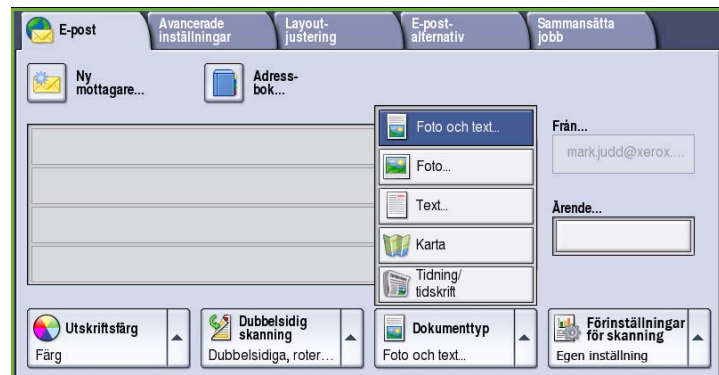 E-post
Avancerade
inställningar
Layout-
justering
E-post-
alternativ
Sammansätta
jobb
Ny
mottagare...
Adress-
bok...
Foto och text...
Foto...
Text...
Karta
Tidning/
tidskrift
Från...
mark.judd@xerox....
Ärende...
Utskriftsfärg
Färg
Dubbelsidig
skanning
Dubbelsidiga, roter...
Dokumenttyp
Foto och text...
Förinställningar
för skanning
Egen inställning